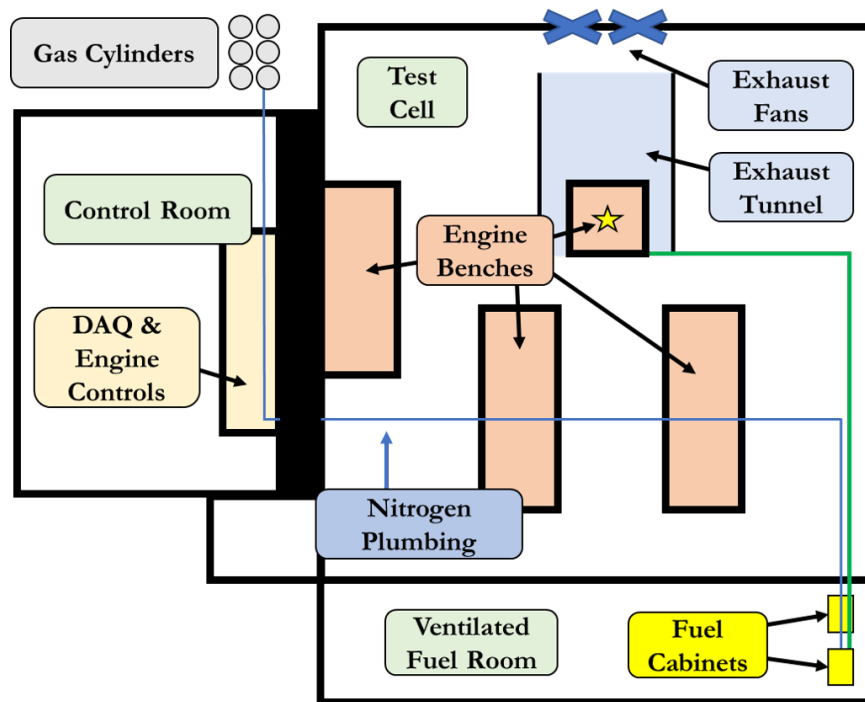 Gas Cylinders
Test
Cell
Exhaust
Fans
Exhaust
Tunnel
Control Room
Engine
Benches
DAQ &
Engine
Controls
Nitrogen
Plumbing
Ventilated
Fuel Room
Fuel
Cabinets